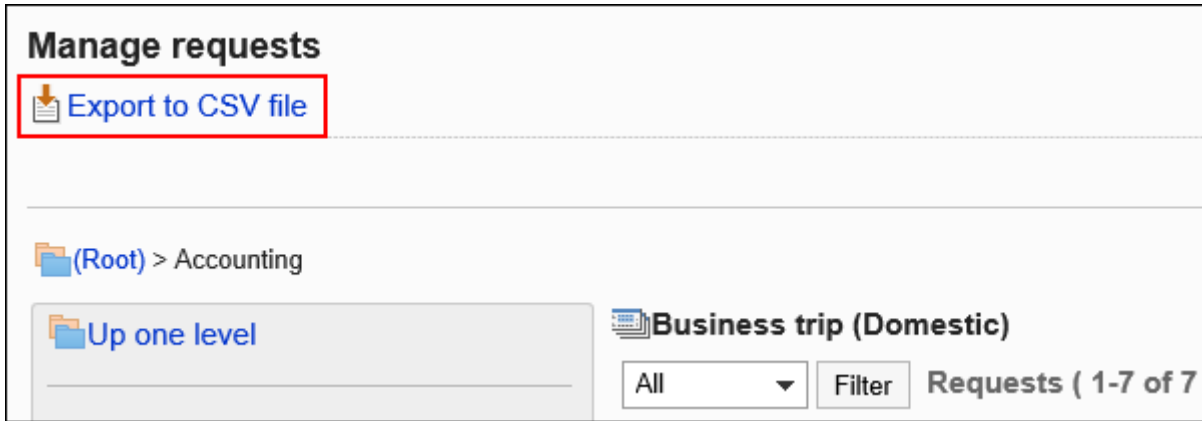 Manage requests
Export to CSV file
(Root) > Accounting
Up one level
Business trip (Domestic)
All
Filter
Requests ( 1-7 of 7